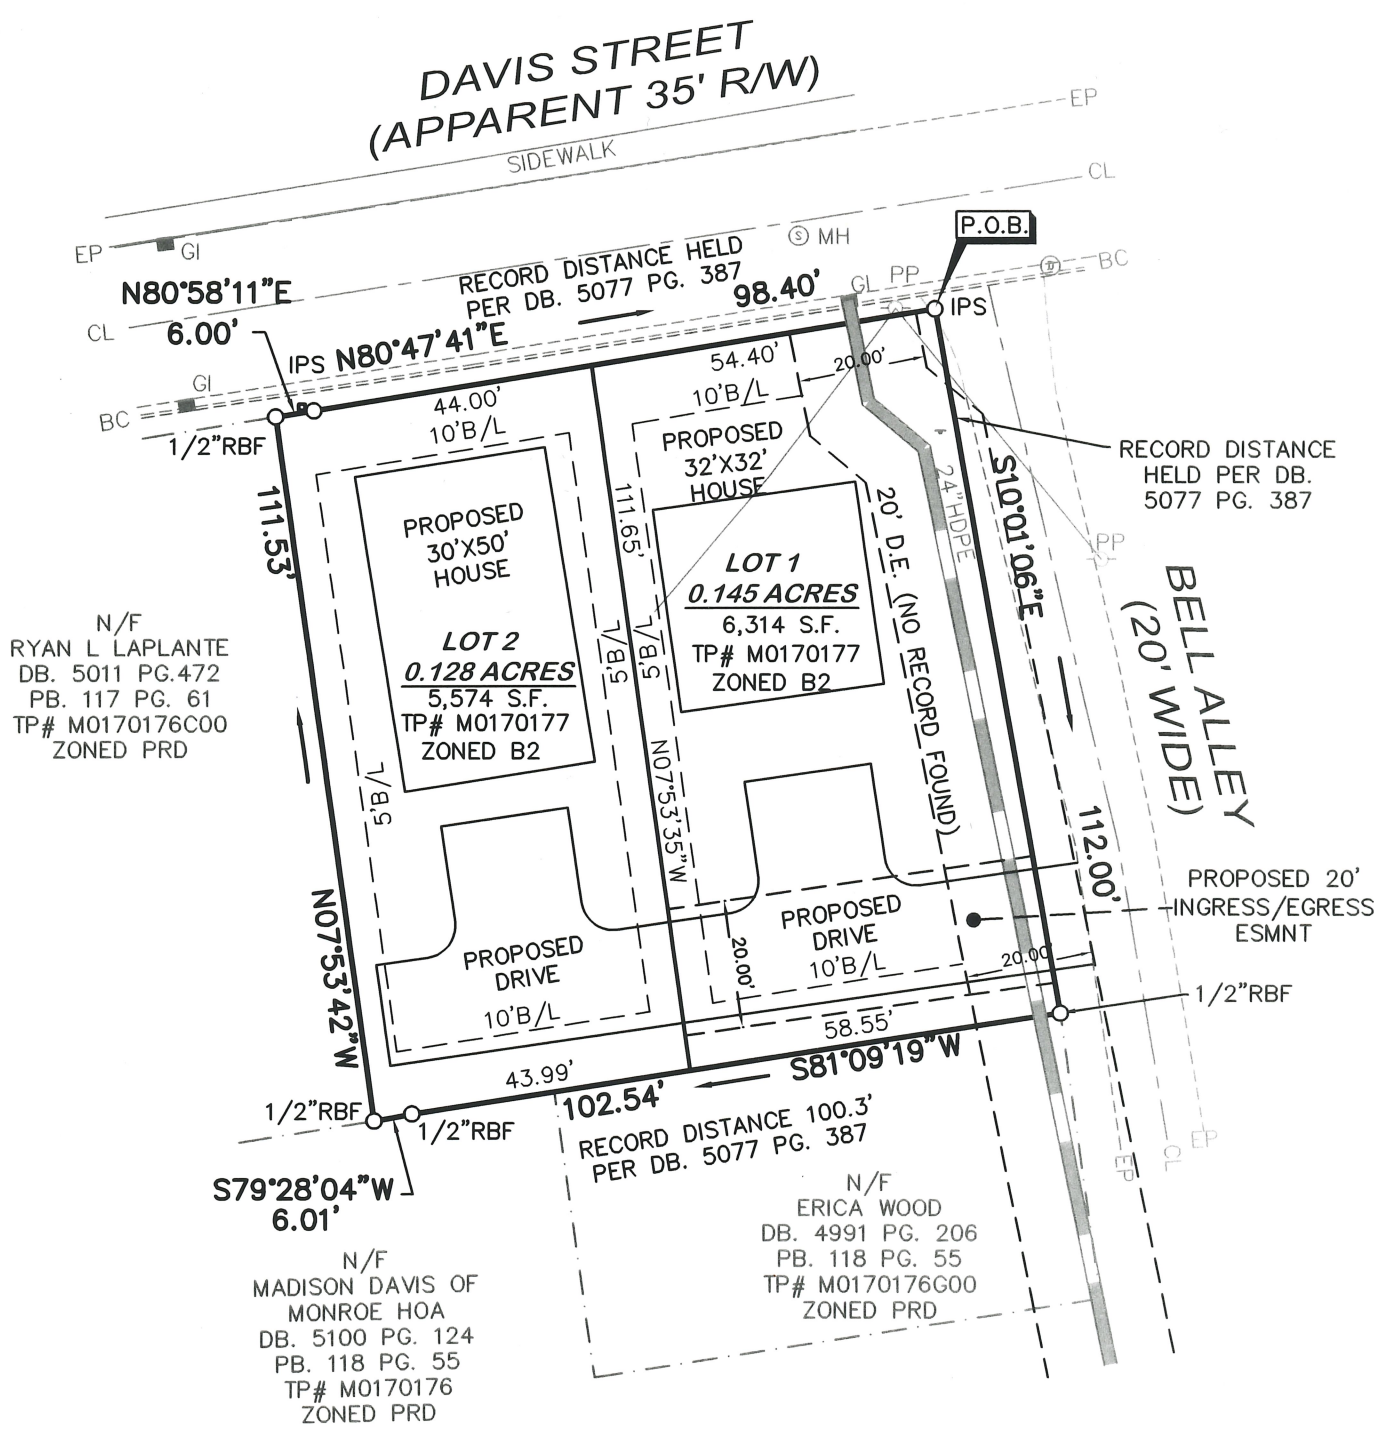 DAVIS STREET
(APPARENT 35' R/W)
EP
SIDEWALK
CL
P.O.B.
EP
GI
MH
S
RECORD DISTANCE HELD
PER DB. 5077 PG. 387
98.40'
GL
PP
BC
IPS
N80°58'11"E
6.00'
CL
IPS
N80°47'41"E
GI
BC
1/2"RBF
44.00'
10'B/L
54.40'
20.00'
10'B/L
PROPOSED
32'X32'
HOUSE
RECORD DISTANCE
HELD PER DB.
5077 PG. 387
111.53'
PROPOSED
30'X50'
HOUSE
111.65'
LOT 1
0.145 ACRES
6,314 S.F.
TP# M0170177
ZONED B2
20' D.E. (NO RECORD FOUND)
24"HDPE
S10°01'06"E
PP
BELL ALLEY
(20' WIDE)
N/F
RYAN L LAPLANTE
DB. 5011 PG.472
PB. 117 PG. 61
TP# M0170176C00
ZONED PRD
LOT 2
0.128 ACRES
5,574 S.F.
TP# M0170177
ZONED B2
5'B/L
5'B/L
5'B/L
N07°53'35"W
112.00'
PROPOSED 20'
INGRESS/EGRESS
ESMNT
N07°53'42"W
PROPOSED
DRIVE
10'B/L
20.00'
PROPOSED
DRIVE
10'B/L
20.00'
1/2"RBF
58.55'
43.99'
S81°09'19"W
102.54'
1/2"RBF
1/2"RBF
RECORD DISTANCE 100.3'
PER DB. 5077 PG. 387
S79°28'04"W
6.01'
EP
CL
EP
N/F
ERICA WOOD
DB. 4991 PG. 206
PB. 118 PG. 55
TP# M0170176G00
ZONED PRD
N/F
MADISON DAVIS OF
MONROE HOA
DB. 5100 PG. 124
PB. 118 PG. 55
TP# M0170176
ZONED PRD